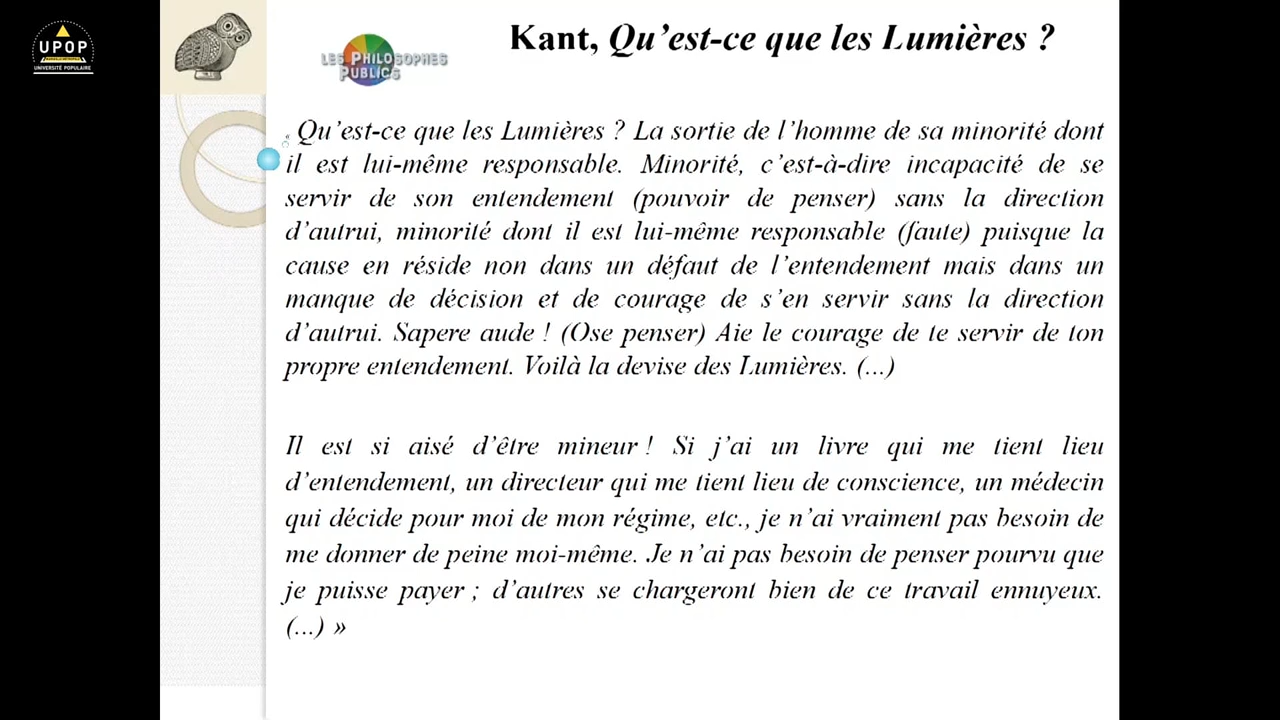 UPOP
MARSEILLE MÉTROPOLE
UNIVERSITÉ POPULAIRE
LES PHILOSOPHES
PUBLICS
Kant, Qu’est-ce que les Lumières ?
« Qu’est-ce que les Lumières ? La sortie de l’homme de sa minorité dont
il est lui-même responsable. Minorité, c’est-à-dire incapacité de se
servir de son entendement (pouvoir de penser) sans la direction
d’autrui, minorité dont il est lui-même responsable (faute) puisque la
cause en réside non dans un défaut de l’entendement mais dans un
manque de décision et de courage de s’en servir sans la direction
d’autrui. Sapere aude ! (Ose penser) Aie le courage de te servir de ton
propre entendement. Voilà la devise des Lumières. (...)
Il est si aisé d’être mineur ! Si j’ai un livre qui me tient lieu
d’entendement, un directeur qui me tient lieu de conscience, un médecin
qui décide pour moi de mon régime, etc., je n’ai vraiment pas besoin de
me donner de peine moi-même. Je n’ai pas besoin de penser pourvu que
je puisse payer ; d’autres se chargeront bien de ce travail ennuyeux.
(...) »